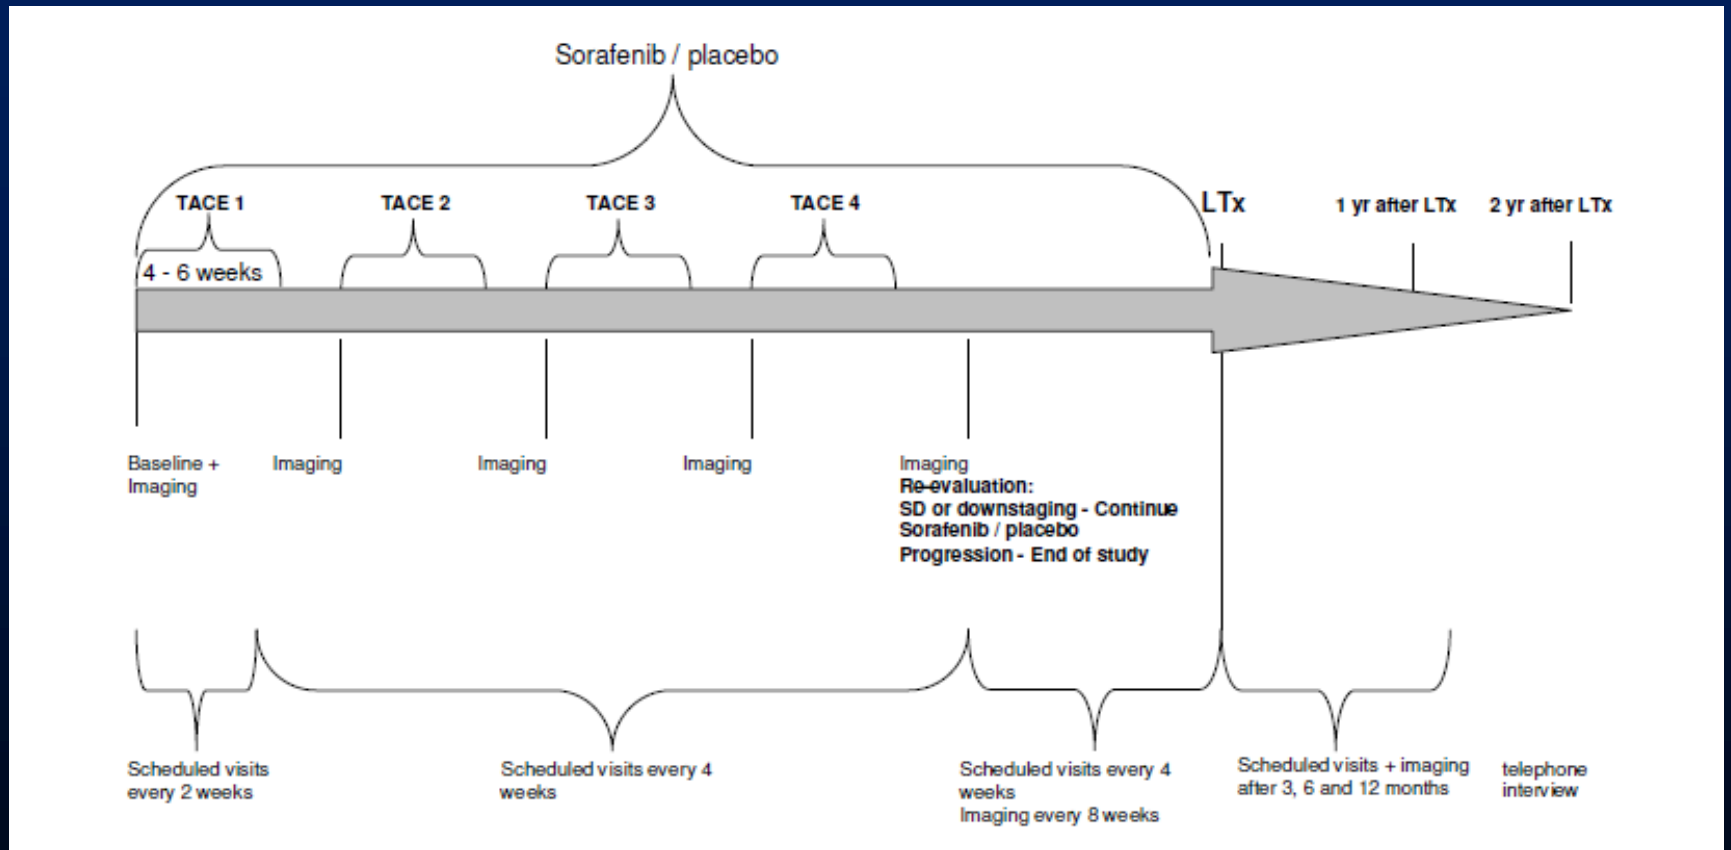 Sorafenib / placebo
TACE 1
TACE 2
TACE 3
TACE 4
LTx
1 yr after LTx
2 yr after LTx
4 - 6 weeks
Baseline +
Imaging
Imaging
Imaging
Imaging
Imaging
Re-evaluation:
SD or downstaging - Continue
Sorafenib / placebo
Progression - End of study
Scheduled visits
every 2 weeks
Scheduled visits every 4
weeks
Scheduled visits every 4
weeks
Imaging every 8 weeks
Scheduled visits + imaging
after 3, 6 and 12 months
telephone
interview